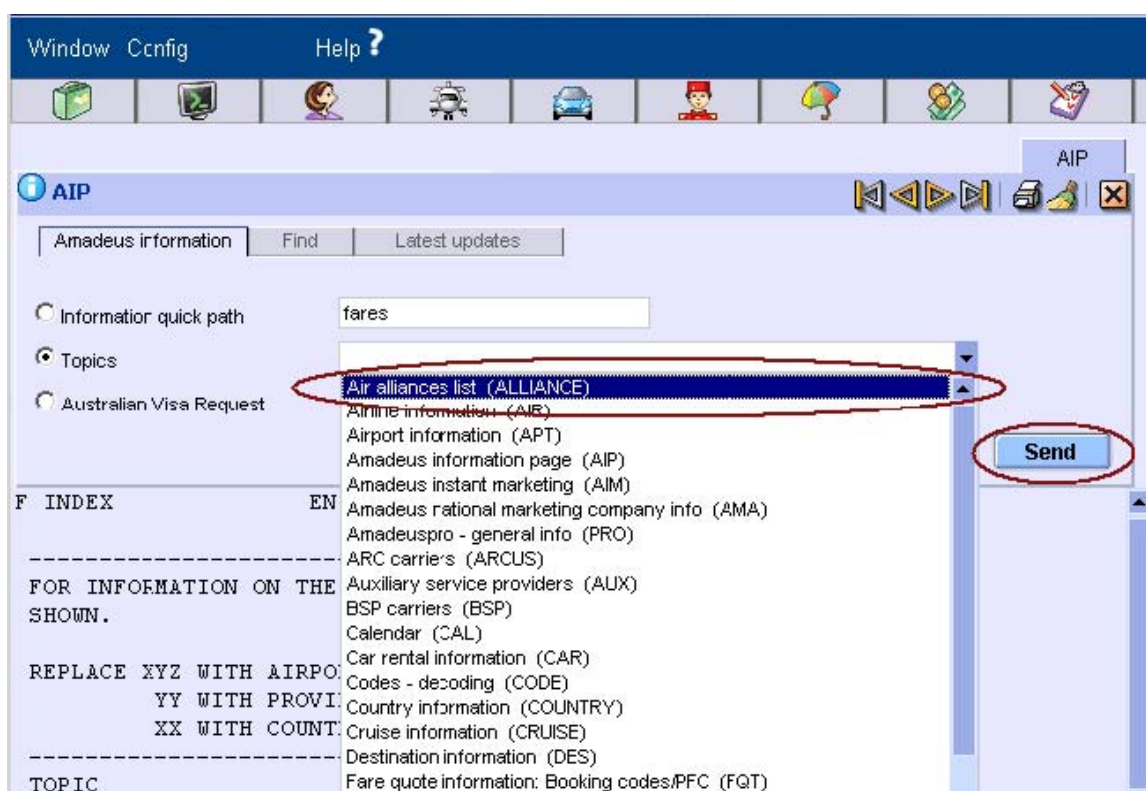 Window Config Help ?
AIP
AIP
Amadeus information Find Latest updates
Information quick path fares
Topics
Australian Visa Request
Air alliances list (ALLIANCE)
Airline information (AIR)
Airport information (APT)
Amadeus information page (AIP)
Amadeus instant marketing (AIM)
Amadeus national marketing company info (AMA)
Amadeuspro - general info (PRO)
ARC carriers (ARCUS)
Auxiliary service providers (AUX)
BSP carriers (BSP)
Calendar (CAL)
Car rental information (CAR)
Codes - decoding (CODE)
Country information (COUNTRY)
Cruise information (CRUISE)
Destination information (DES)
Fare quote information: Booking codes/PFC (FQT)
Send
F INDEX EN
FOR INFORMATION ON THE
SHOWN.
REPLACE XYZ WITH AIRPO
YY WITH PROVI
XX WITH COUNT
TOPIC